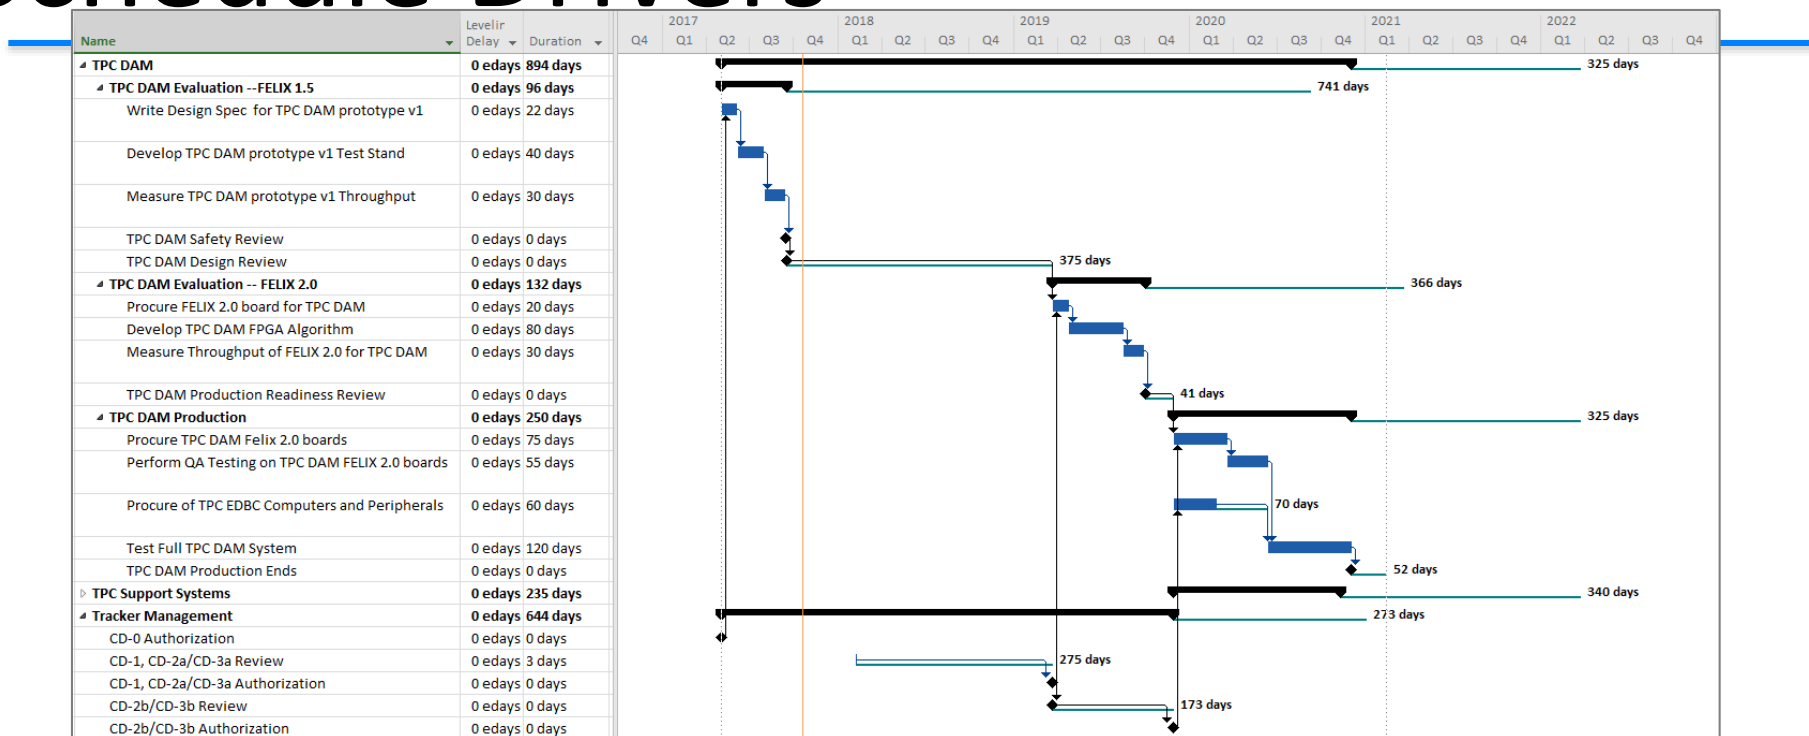 Schedule Drivers
2017 2018 2019 2020 2021 2022
Levelin
Name Delay Duration Q4 Q1 Q2 Q3 Q4 Q1 Q2 Q3 Q4 Q1 Q2 Q3 Q4 Q1 Q2 Q3 Q4 Q1 Q2 Q3 Q4 Q1 Q2 Q3 Q4
TPC DAM 0 edays 894 days 325 days
TPC DAM Evaluation --FELIX 1.5 0 edays 96 days 741 days
Write Design Spec for TPC DAM prototype v1 0 edays 22 days
Develop TPC DAM prototype v1 Test Stand 0 edays 40 days
Measure TPC DAM prototype v1 Throughput 0 edays 30 days
TPC DAM Safety Review 0 edays 0 days
TPC DAM Design Review 0 edays 0 days 375 days
TPC DAM Evaluation -- FELIX 2.0 0 edays 132 days 366 days
Procure FELIX 2.0 board for TPC DAM 0 edays 20 days
Develop TPC DAM FPGA Algorithm 0 edays 80 days
Measure Throughput of FELIX 2.0 for TPC DAM 0 edays 30 days
TPC DAM Production Readiness Review 0 edays 0 days 41 days
TPC DAM Production 0 edays 250 days 325 days
Procure TPC DAM Felix 2.0 boards 0 edays 75 days
Perform QA Testing on TPC DAM FELIX 2.0 boards 0 edays 55 days
Procure of TPC EDBC Computers and Peripherals 0 edays 60 days 70 days
Test Full TPC DAM System 0 edays 120 days
TPC DAM Production Ends 0 edays 0 days 52 days
TPC Support Systems 0 edays 235 days 340 days
Tracker Management 0 edays 644 days 273 days
CD-0 Authorization 0 edays 0 days
CD-1, CD-2a/CD-3a Review 0 edays 3 days 275 days
CD-1, CD-2a/CD-3a Authorization 0 edays 0 days
CD-2b/CD-3b Review 0 edays 0 days 173 days
CD-2b/CD-3b Authorization 0 edays 0 days